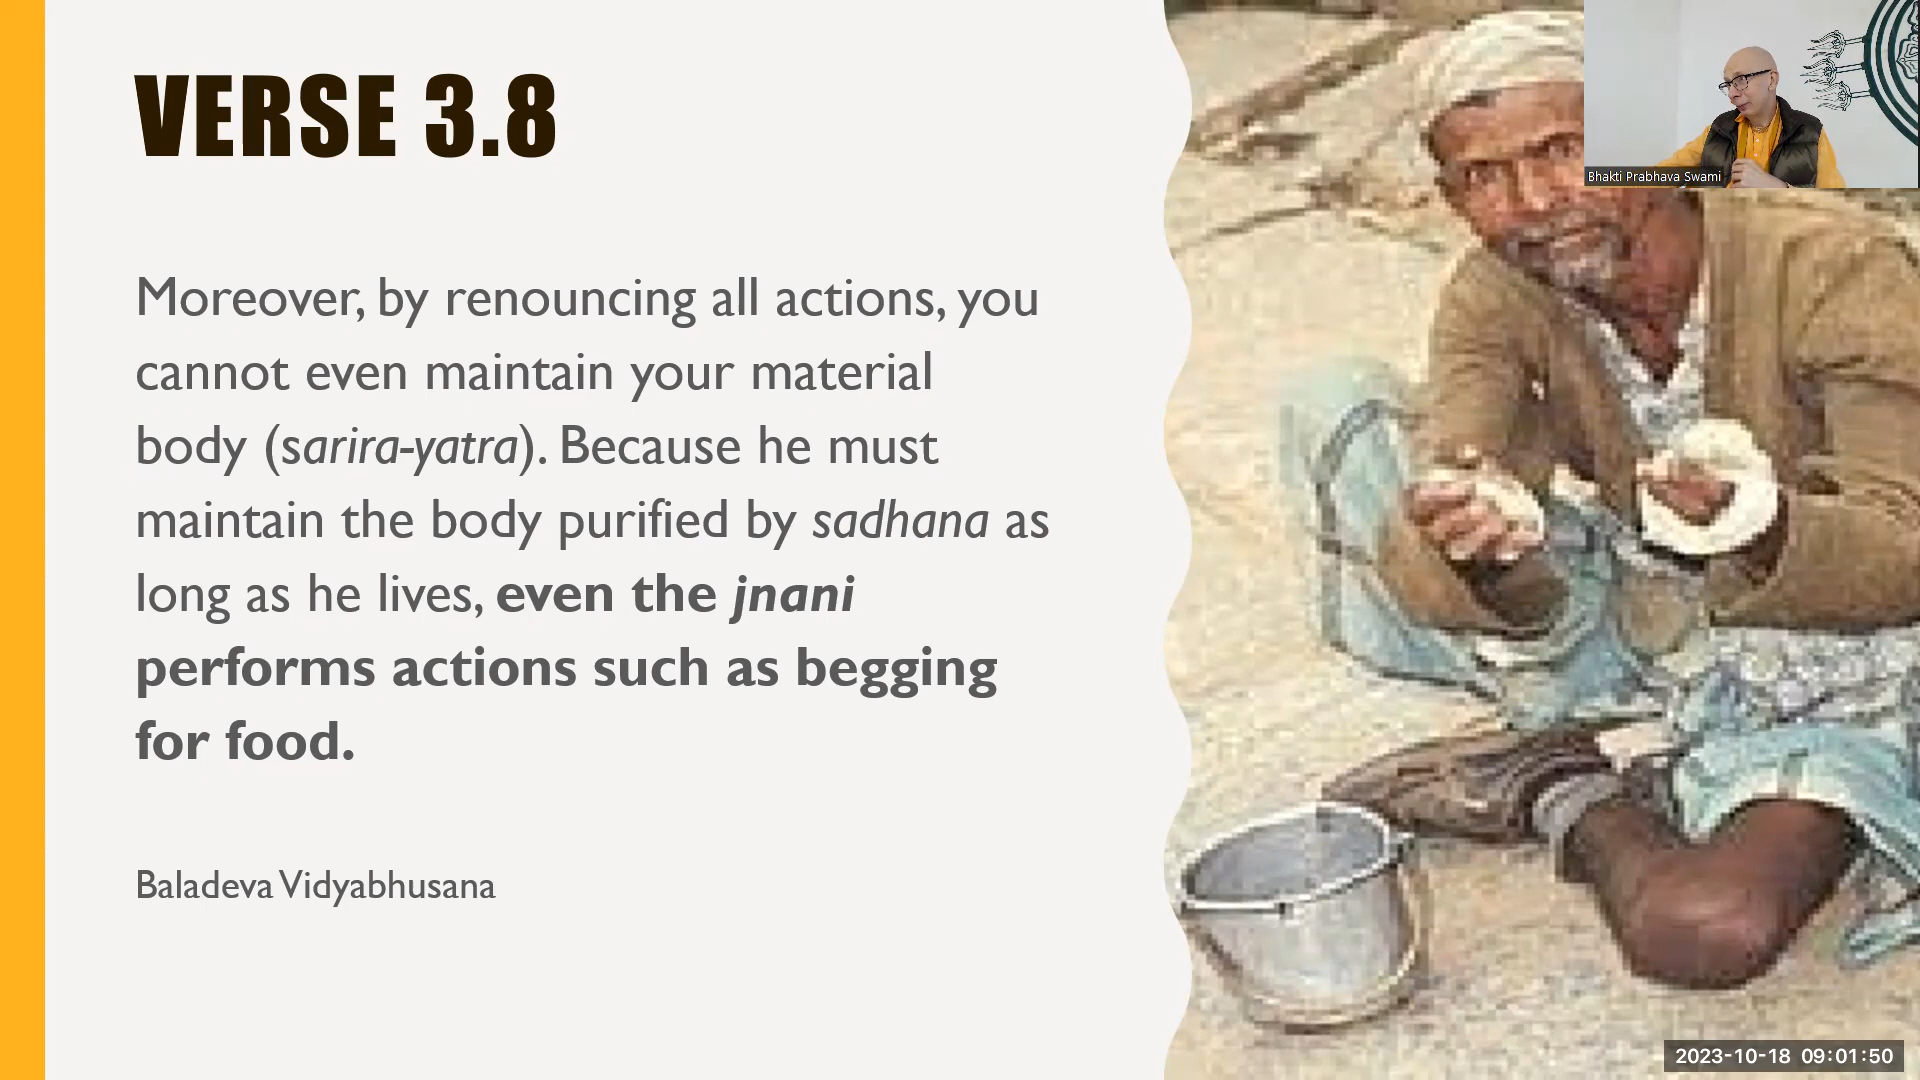 VERSE 3.8
Moreover, by renouncing all actions, you
cannot even maintain your material
body (sarira-yatra). Because he must
maintain the body purified by sadhana as
long as he lives, even the jnani
performs actions such as begging
for food.
Baladeva Vidyabhusana
Bhakti Prabhava Swami
2023-10-18 09:01:50